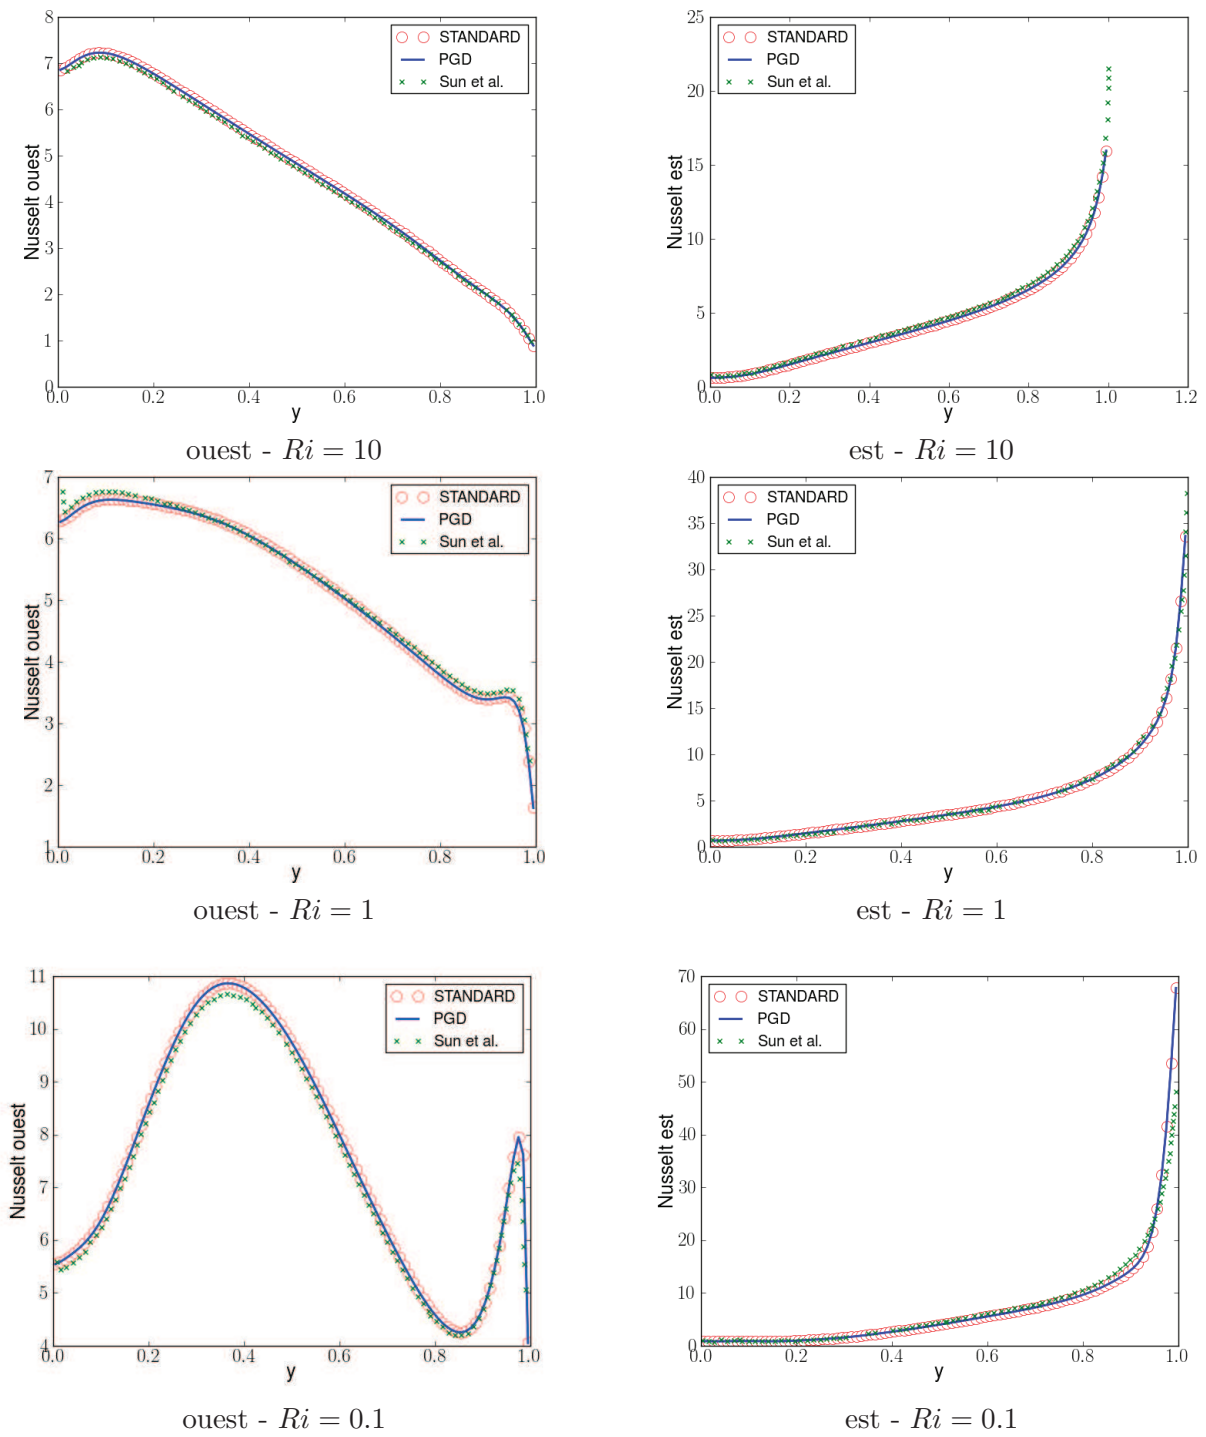 8
7
6
5
4
3
2
1
0
Nusselt ouest
STANDARD
PGD
Sun et al.
0.0 0.2 0.4 0.6 0.8 1.0
y
ouest - Ri = 10
25
20
15
10
5
0
Nusselt est
STANDARD
PGD
Sun et al.
0.0 0.2 0.4 0.6 0.8 1.0 1.2
y
est - Ri = 10
7
6
5
4
3
2
1
Nusselt ouest
STANDARD
PGD
Sun et al.
0.0 0.2 0.4 0.6 0.8 1.0
y
ouest - Ri = 1
40
35
30
25
20
15
10
5
0
Nusselt est
STANDARD
PGD
Sun et al.
0.0 0.2 0.4 0.6 0.8 1.0
y
est - Ri = 1
11
10
9
8
7
6
5
4
Nusselt ouest
STANDARD
PGD
Sun et al.
0.0 0.2 0.4 0.6 0.8 1.0
y
ouest - Ri = 0.1
70
60
50
40
30
20
10
0
Nusselt est
STANDARD
PGD
Sun et al.
0.0 0.2 0.4 0.6 0.8 1.0
y
est - Ri = 0.1